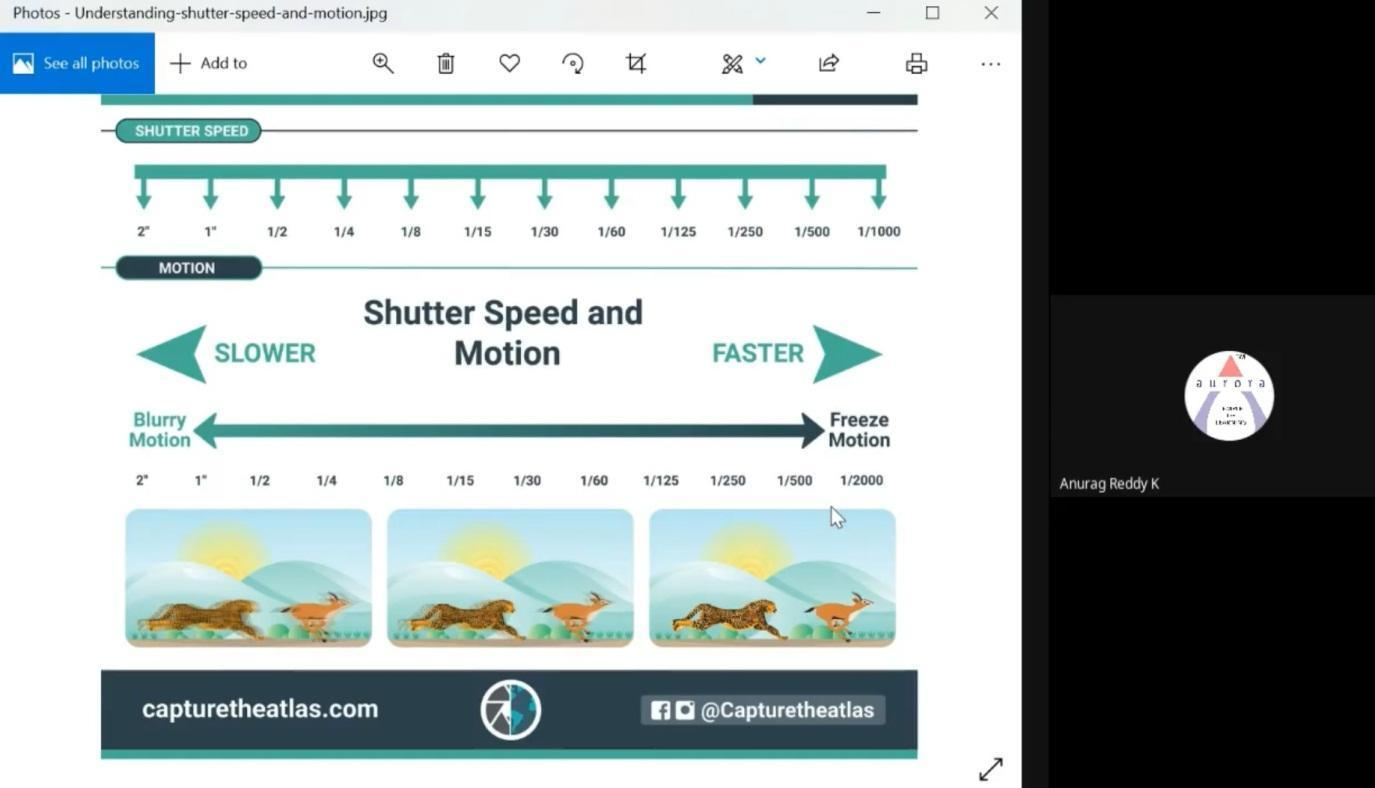 Photos - Understanding-shutter-speed-and-motion.jpg
See all photos
Add to
SHUTTER SPEED
2" 1" 1/2 1/4 1/8 1/15 1/30 1/60 1/125 1/250 1/500 1/1000
MOTION
Shutter Speed and
Motion
SLOWER
FASTER
Blurry
Motion
Freeze
Motion
2" 1" 1/2 1/4 1/8 1/15 1/30 1/60 1/125 1/250 1/500 1/2000
capturetheatlas.com
@Capturetheatlas
aurora
Anurag Reddy K